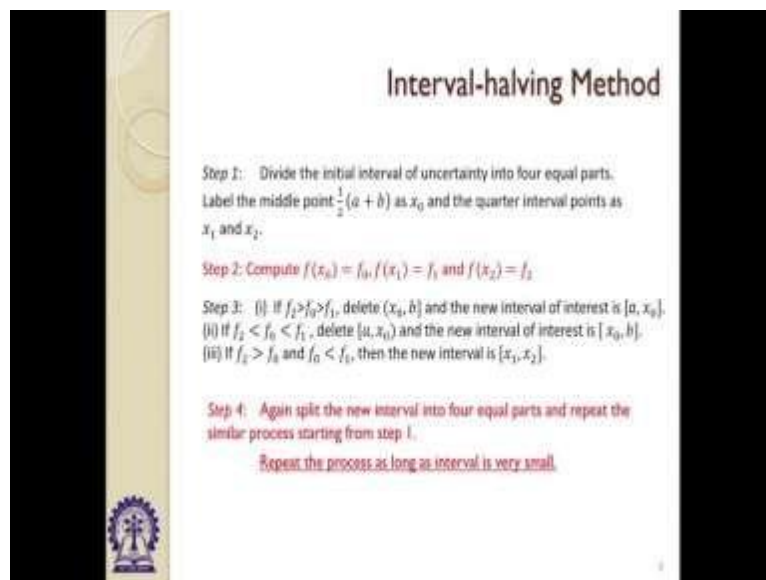 Interval-halving Method
Step 1: Divide the initial interval of uncertainty into four equal parts.
Label the middle point 1/2 (a + b) as x₀ and the quarter interval points as
x₁ and x₂.
Step 2: Compute f(x₀) = f₀, f(x₁) = f₁ and f(x₂) = f₂
Step 3: (i) If f₂>f₀>f₁, delete (x₀, b] and the new interval of interest is [a, x₀].
(ii) If f₂ < f₀ < f₁, delete [a, x₀) and the new interval of interest is [x₀, b].
(iii) If f₂ > f₀ and f₀ < f₁, then the new interval is [x₁, x₂].
Step 4: Again split the new interval into four equal parts and repeat the
similar process starting from step 1.
Repeat the process as long as interval is very small.